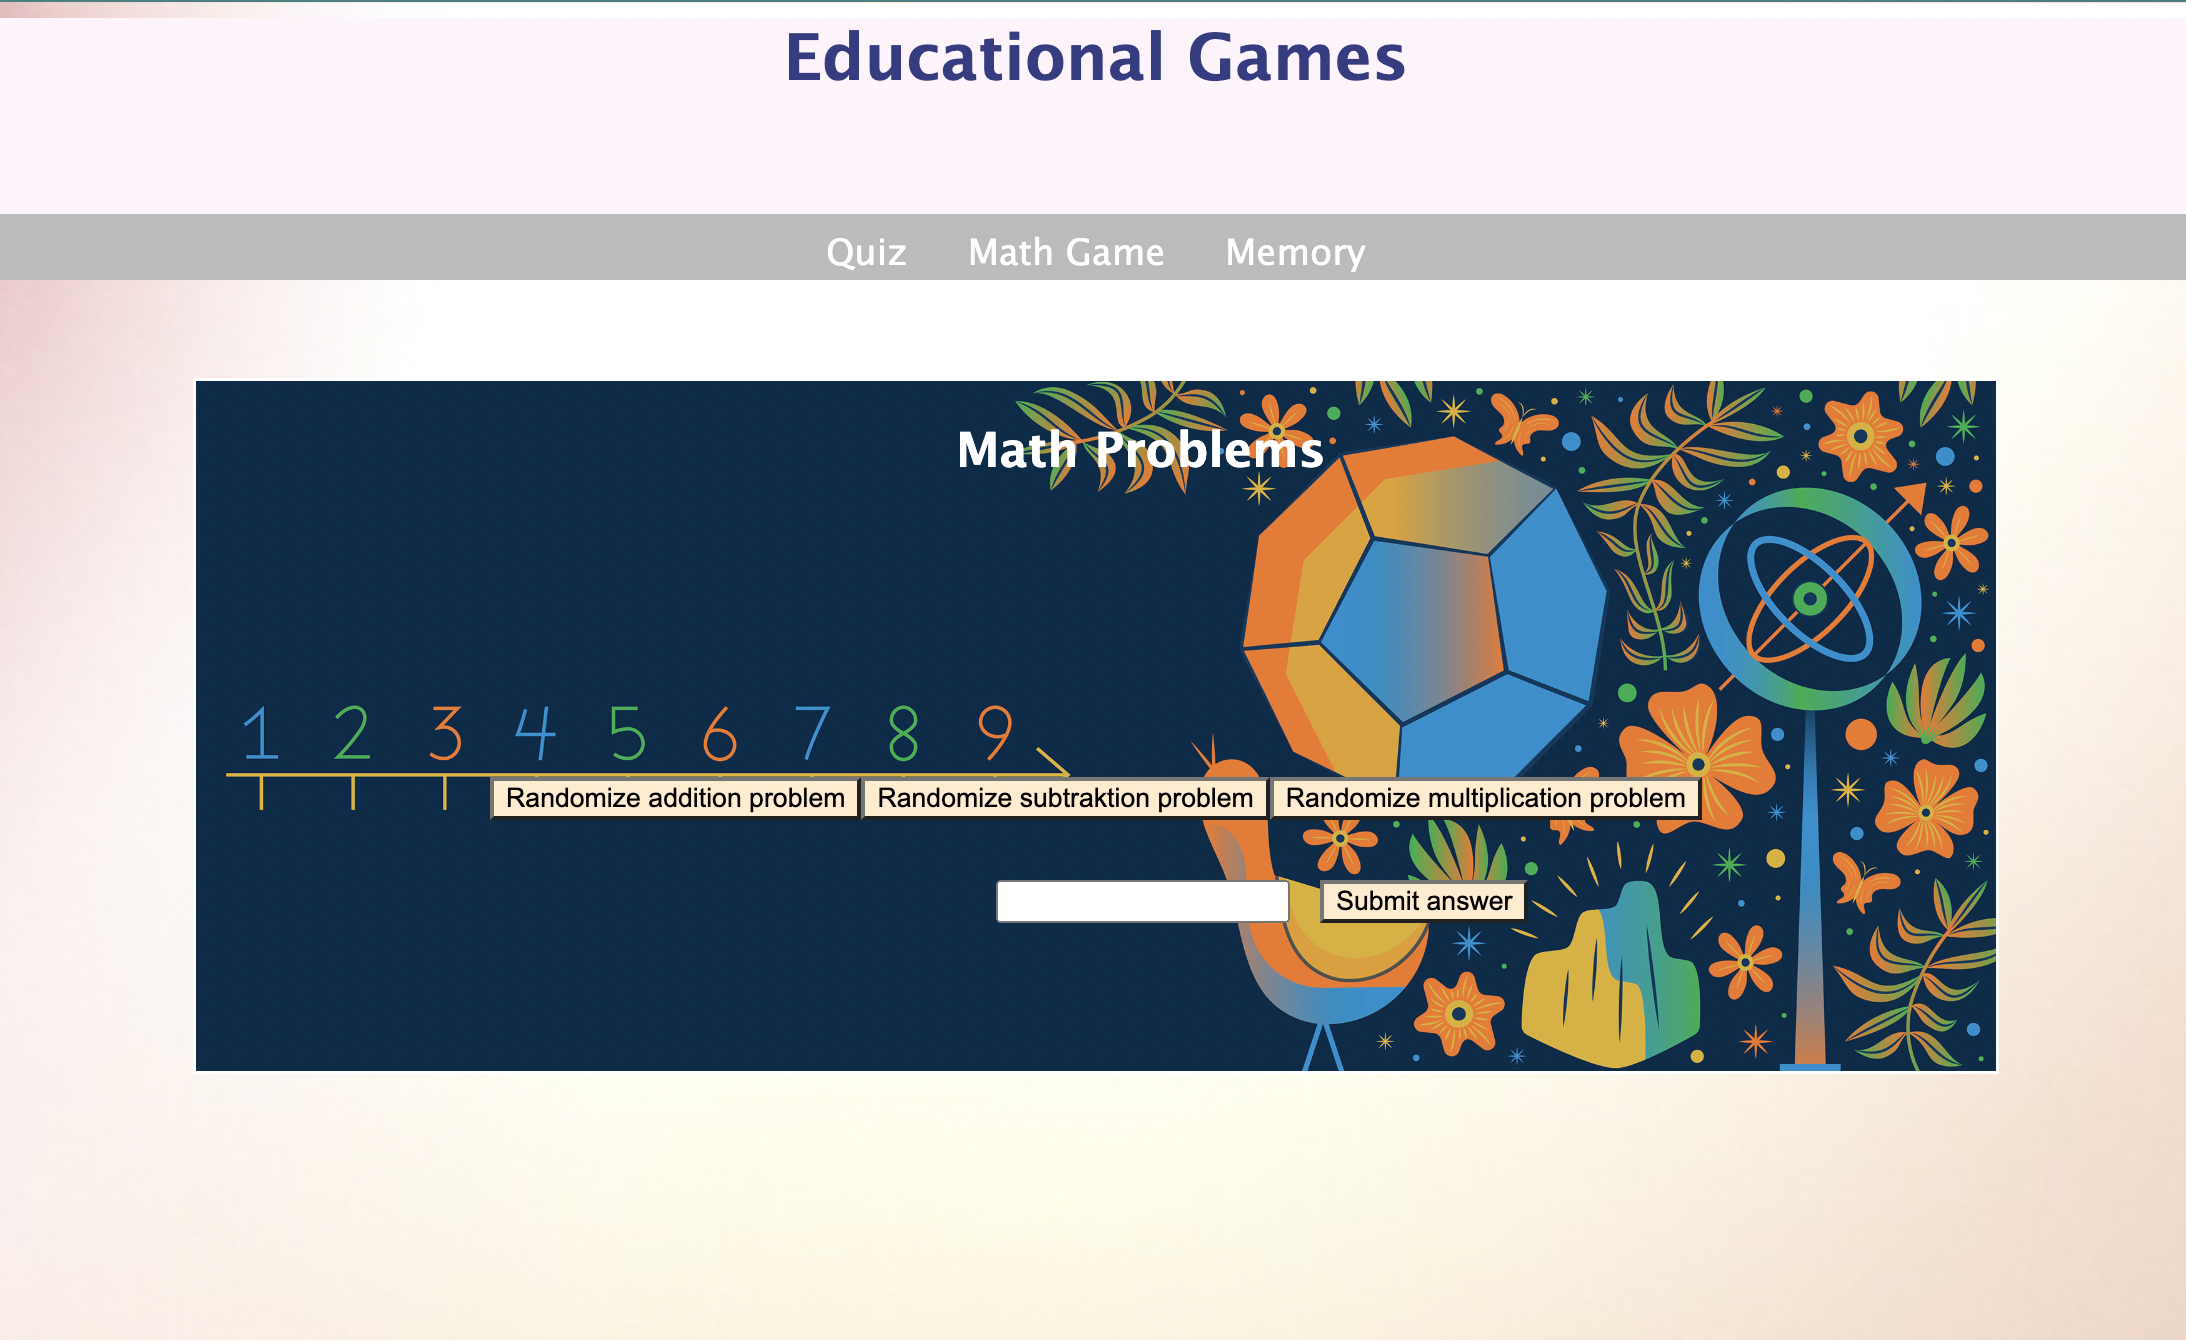 Educational Games
Quiz Math Game Memory
Math Problems
1 2 3 4 5 6 7 8 9
Randomize addition problem Randomize subtraktion problem Randomize multiplication problem
Submit answer